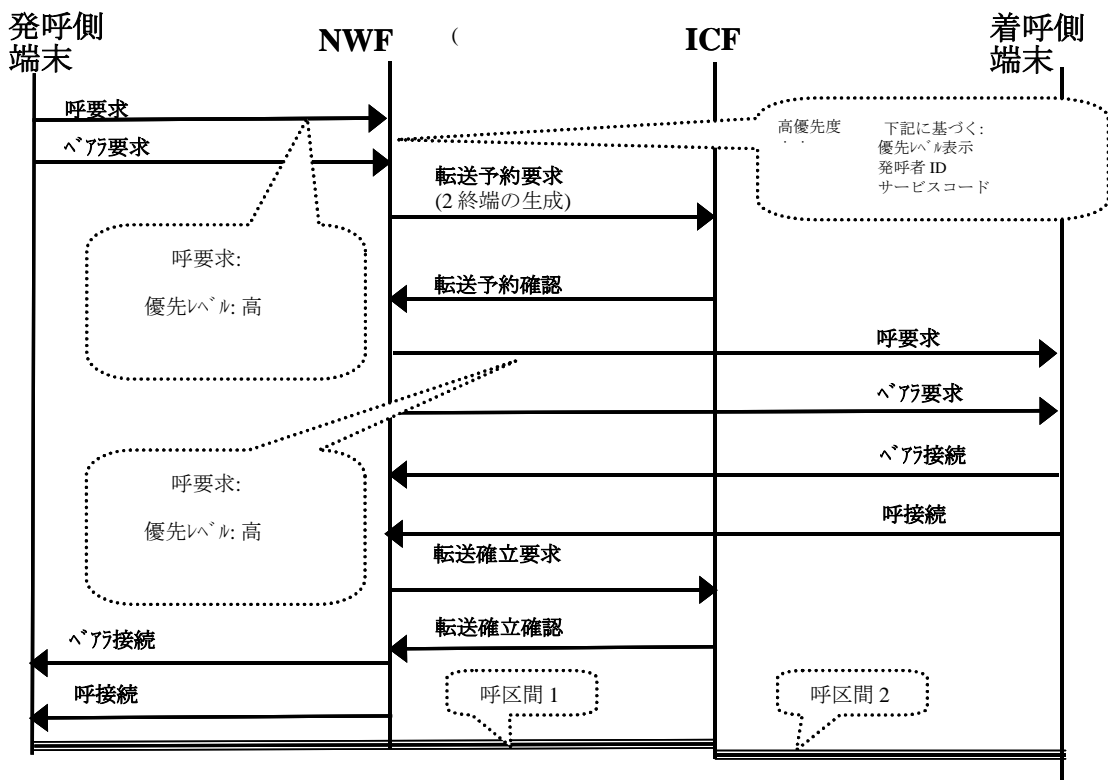 発呼側
端末
NWF
(
ICF
着呼側
端末
呼要求
ﾍﾞｱﾗ要求
高優先度
下記に基づく:
優先ﾚﾍﾞﾙ表示
発呼者 ID
サービスコード
転送予約要求
(2 終端の生成)
呼要求:
優先ﾚﾍﾞﾙ: 高
転送予約確認
呼要求
ﾍﾞｱﾗ要求
ﾍﾞｱﾗ接続
呼要求:
優先ﾚﾍﾞﾙ: 高
呼接続
転送確立要求
転送確立確認
ﾍﾞｱﾗ接続
呼接続
呼区間 1
呼区間 2